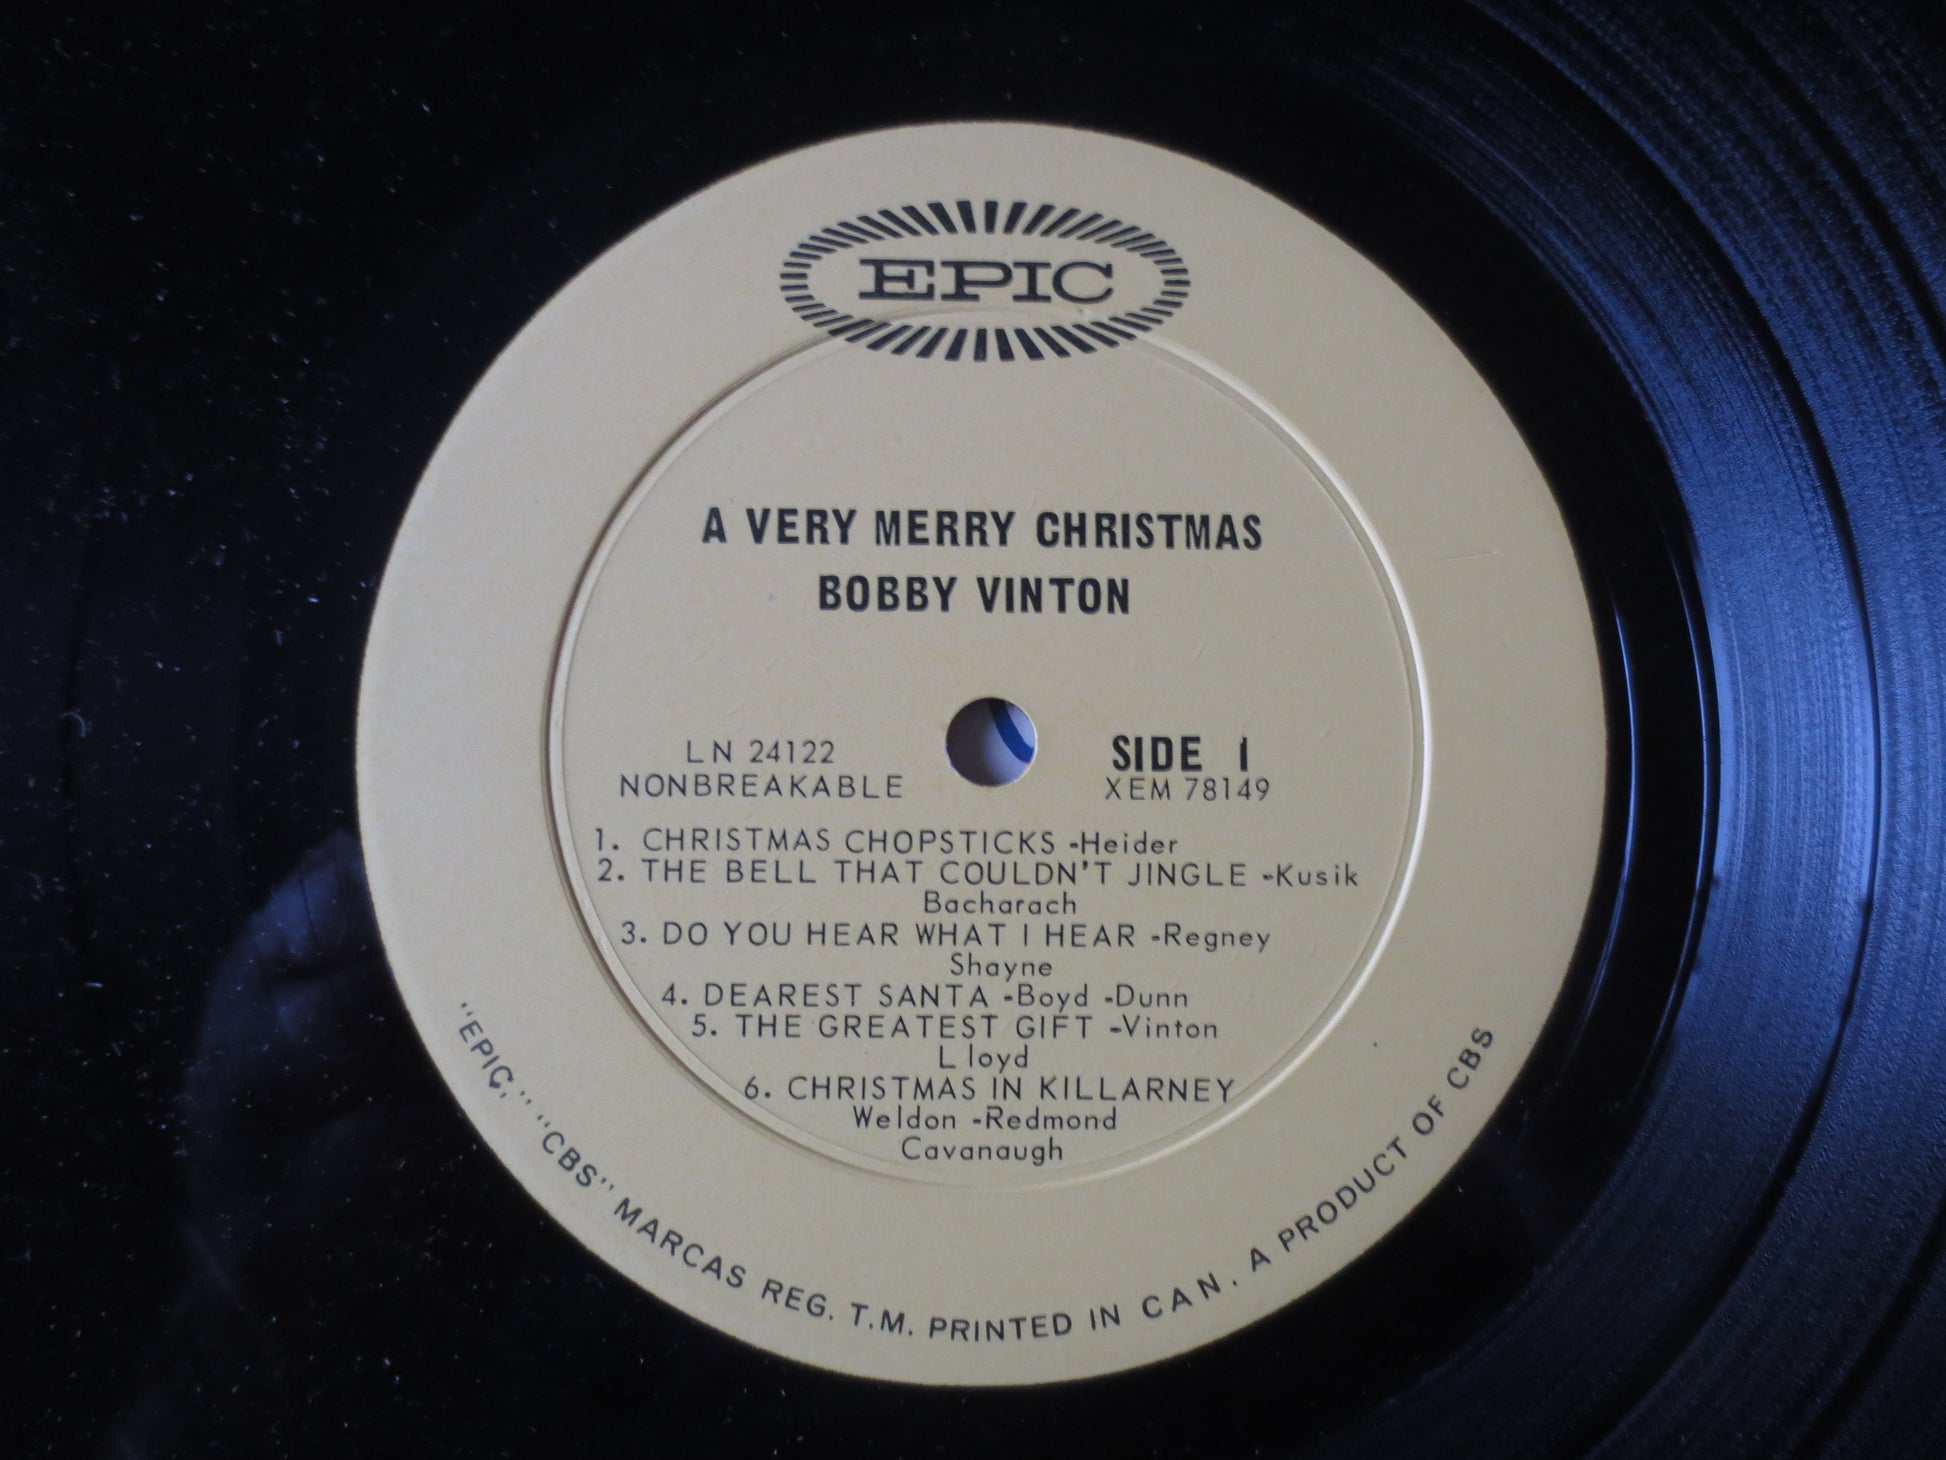 EPIC
A VERY MERRY CHRISTMAS
BOBBY VINTON
LN 24122
NONBREAKABLE
SIDE 1
XEM 78149
1. CHRISTMAS CHOPSTICKS -Heider
2. THE BELL THAT COULDN'T JINGLE -Kusik
Bacharach
3. DO YOU HEAR WHAT I HEAR -Regney
Shayne
4. DEAREST SANTA -Boyd -Dunn
5. THE GREATEST GIFT -Vinton
Lloyd
6. CHRISTMAS IN KILLARNEY
Weldon -Redmond
Cavanaugh
"EPIC," "CBS" MARCAS REG. T.M. PRINTED IN CAN. A PRODUCT OF CBS